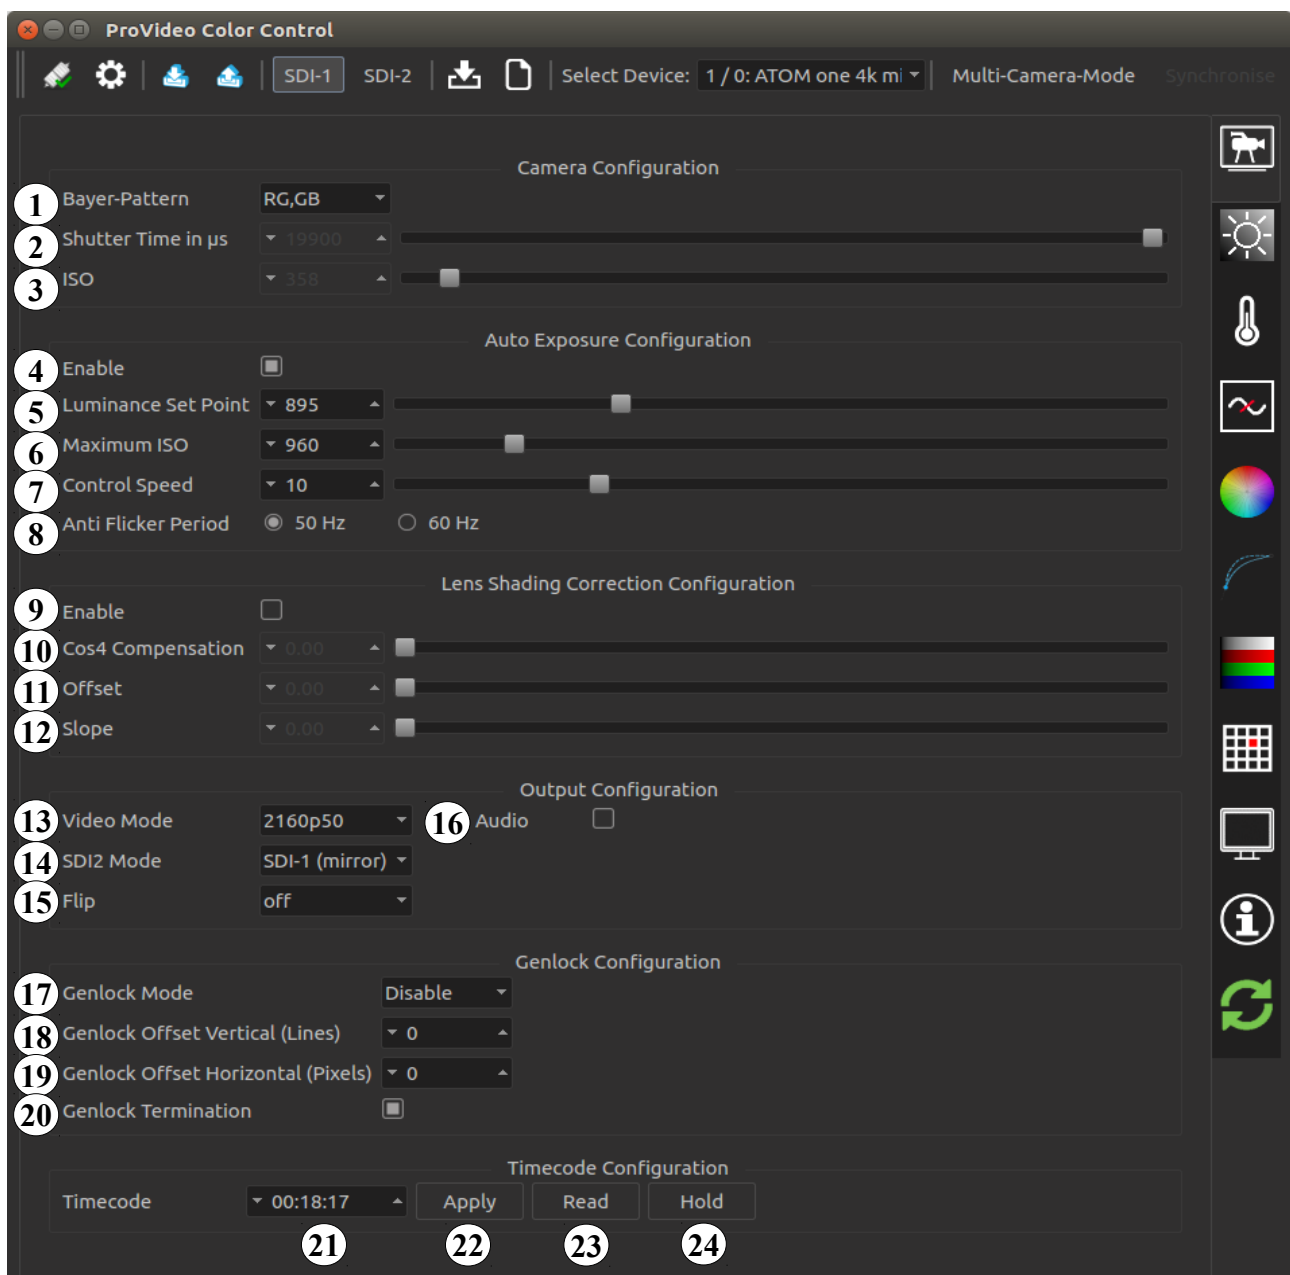 ProVideo Color Control
SDI-1 SDI-2 Select Device: 1 / 0: ATOM one 4k mi Multi-Camera-Mode Synchronise
Camera Configuration
1 Bayer-Pattern RG,GB
2 Shutter Time in µs 19900
3 ISO 358
Auto Exposure Configuration
4 Enable
5 Luminance Set Point 895
6 Maximum ISO 960
7 Control Speed 10
8 Anti Flicker Period 50 Hz 60 Hz
Lens Shading Correction Configuration
9 Enable
10 Cos4 Compensation 0.00
11 Offset 0.00
12 Slope 0.00
Output Configuration
13 Video Mode 2160p50 16 Audio
14 SDI2 Mode SDI-1 (mirror)
15 Flip off
Genlock Configuration
17 Genlock Mode Disable
18 Genlock Offset Vertical (Lines) 0
19 Genlock Offset Horizontal (Pixels) 0
20 Genlock Termination
Timecode Configuration
Timecode 00:18:17 Apply Read Hold
21 22 23 24